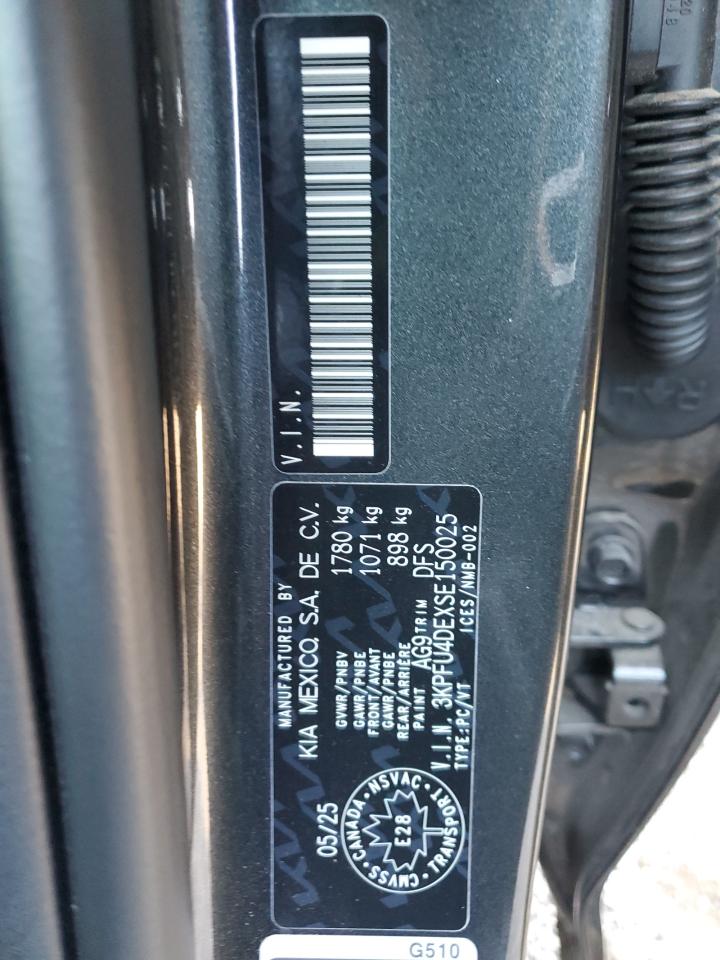 V.I.N.
MANUFACTURED BY
KIA MEXICO, S.A. DE C.V.
05/25
GVWR/PNBV 1780 kg
GAWR/PNBE
FRONT/AVANT 1071 kg
GAWR/PNBE
REAR/ARRIÈRE 898 kg
PAINT AG9 TRIM DFS
V.I.N. 3KPFU4DEXSE150025
TYPE:PC/VT ICES/NMB-002
CANADA • NSVAC • TRANSPORT • CMVSS •
E28
G510